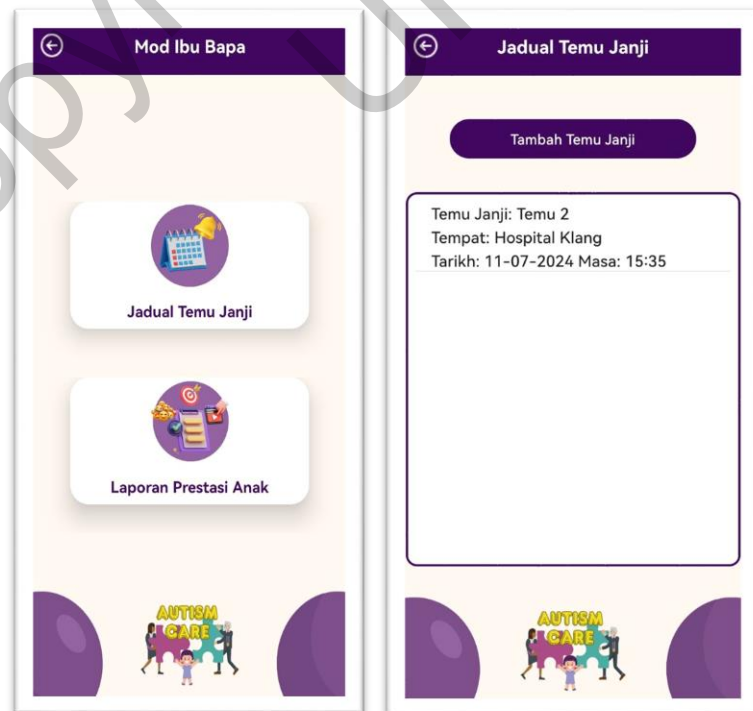 Mod Ibu Bapa
Jadual Temu Janji
Laporan Prestasi Anak
AUTISM
CARE
Jadual Temu Janji
Tambah Temu Janji
Temu Janji: Temu 2
Tempat: Hospital Klang
Tarikh: 11-07-2024 Masa: 15:35
AUTISM
CARE